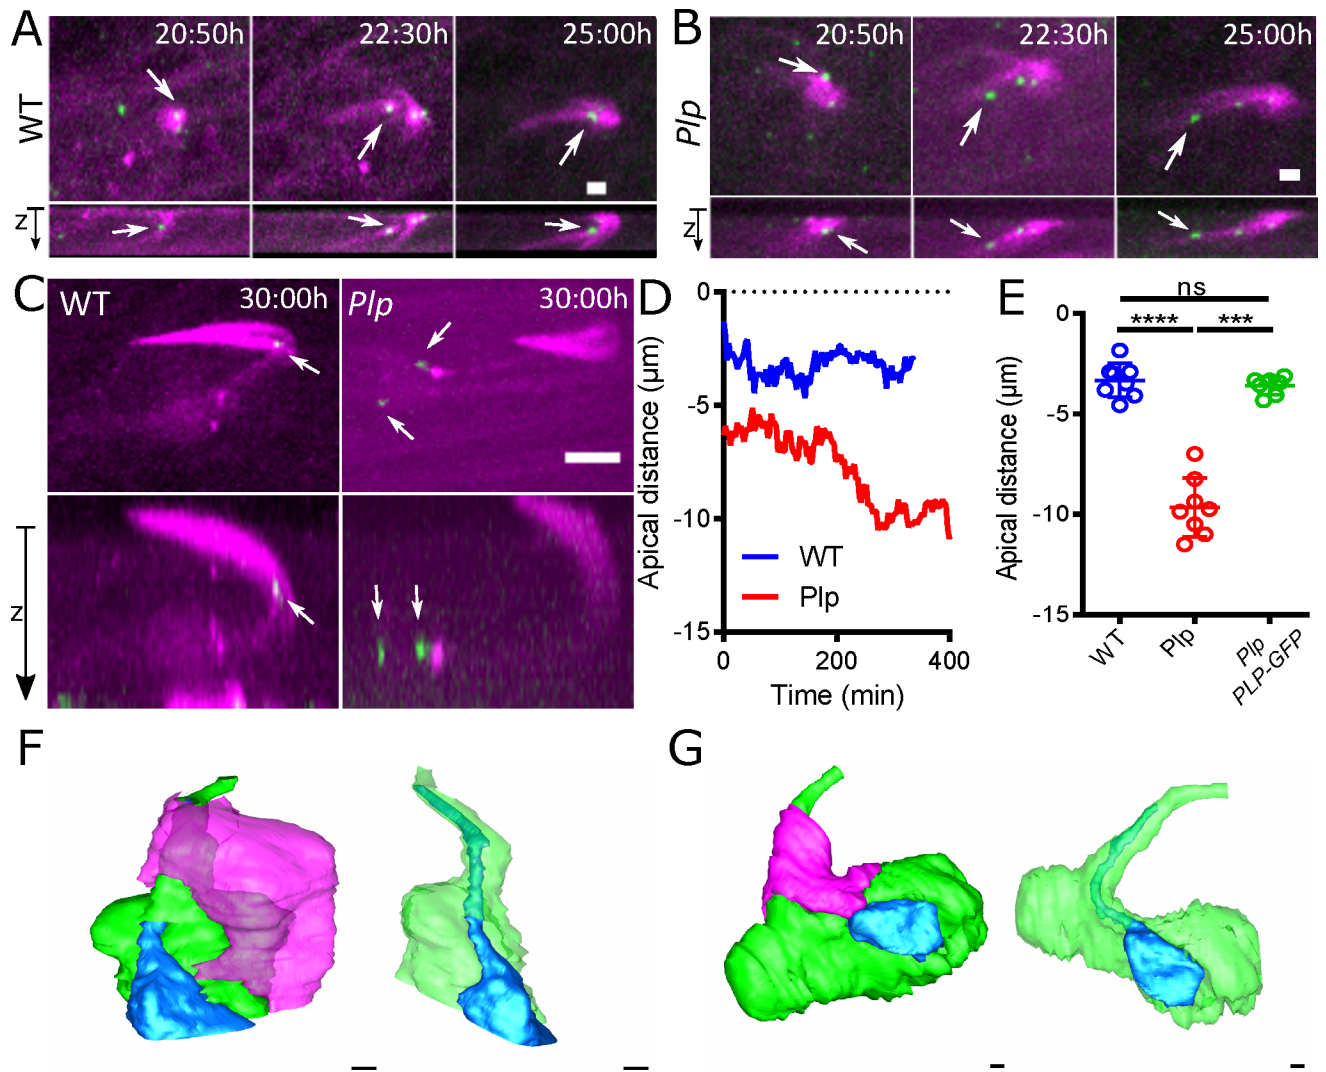 A
WT
20:50h
22:30h
25:00h
z
B
Plp
20:50h
22:30h
25:00h
z
C
WT
30:00h
Plp
30:00h
z
D
Apical distance (µm)
0
-5
-10
-15
WT
Plp
0
200
400
Time (min)
E
Apical distance (µm)
0
-5
-10
-15
ns
****
***
WT
Plp
Plp
PLP-GFP
F
G